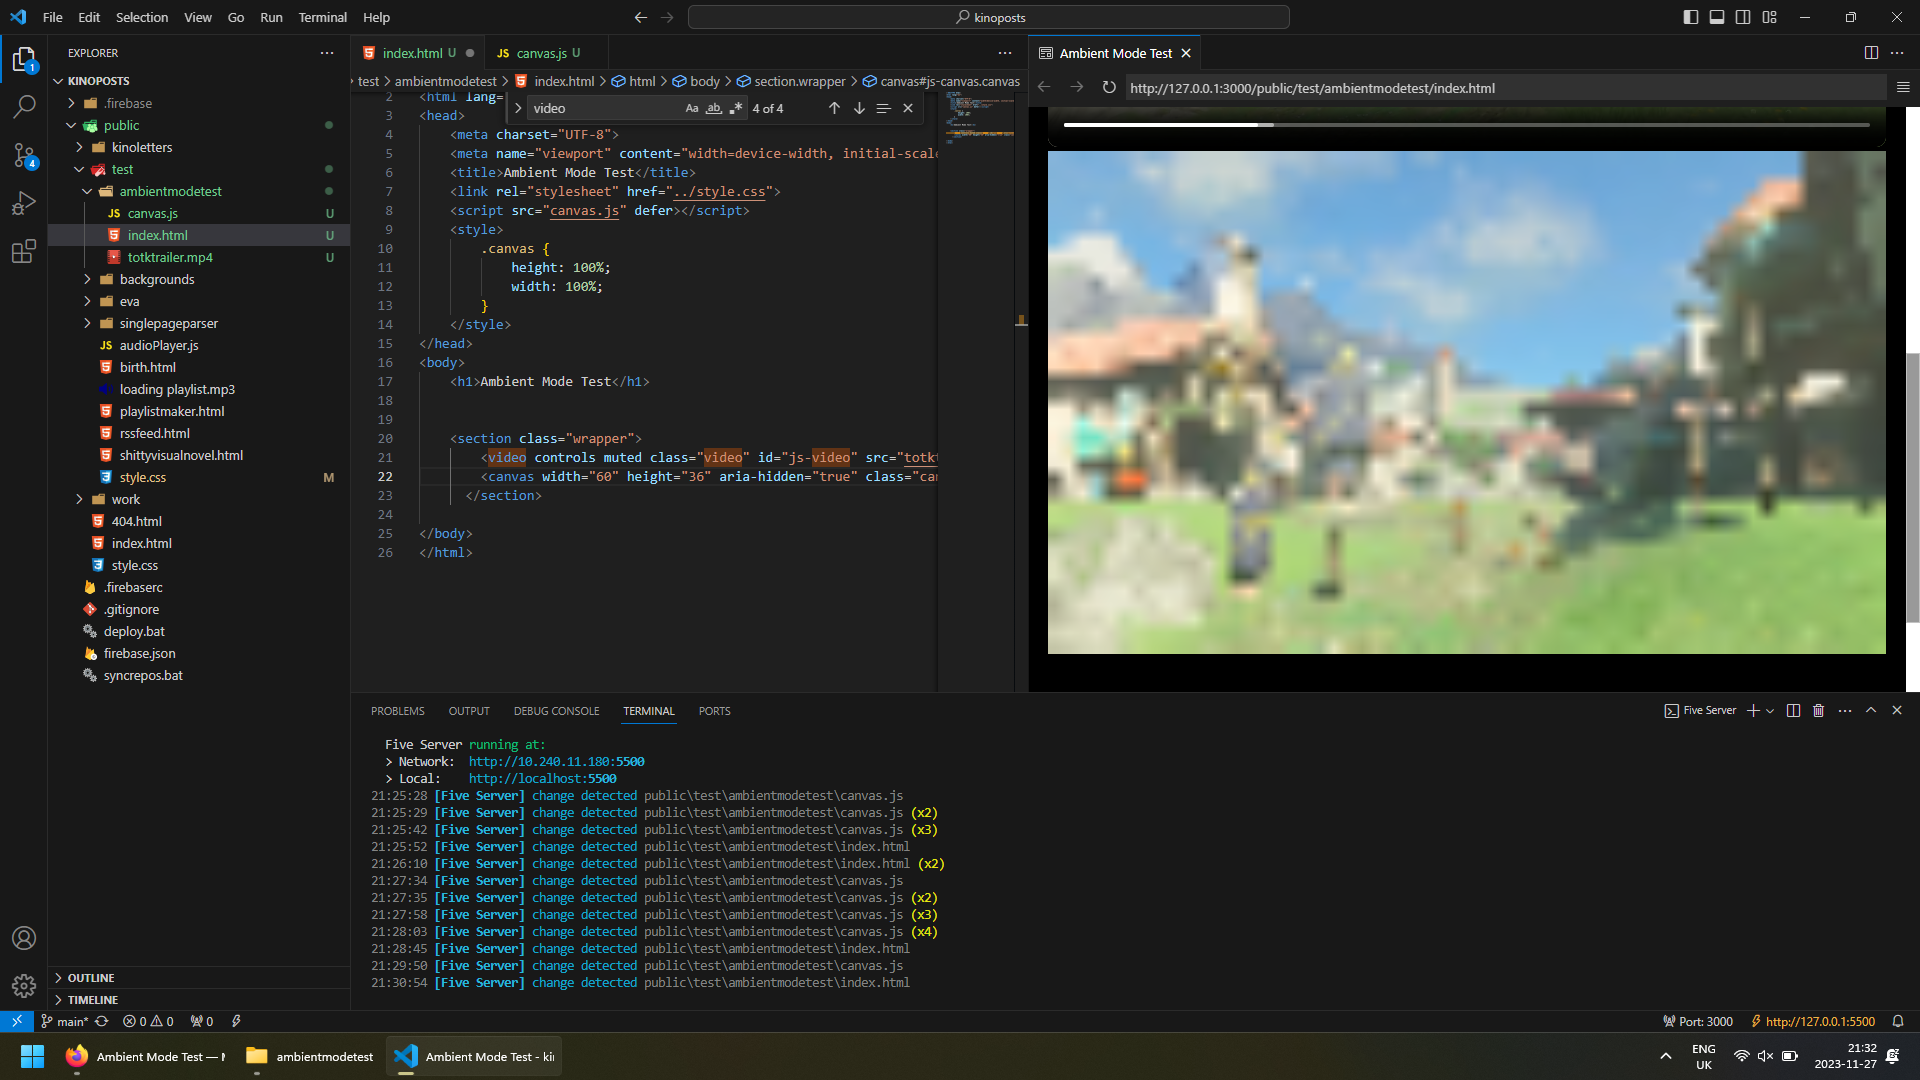 File Edit Selection View Go Run Terminal Help
kinoposts
EXPLORER
KINOPOSTS
.firebase
public
kinoletters
test
ambientmodetest
canvas.js U
index.html U
totktrailer.mp4 U
backgrounds
eva
singlepageparser
audioPlayer.js
birth.html
loading playlist.mp3
playlistmaker.html
rssfeed.html
shittyvisualnovel.html
style.css M
work
404.html
index.html
style.css
.firebaserc
.gitignore
deploy.bat
firebase.json
syncrepos.bat
OUTLINE
TIMELINE
1
4
index.html U
canvas.js U
test > ambientmodetest > index.html > html > body > section.wrapper > canvas#js-canvas.canvas
video Aa ab 4 of 4
2 <html lang=
3 <head>
4 <meta charset="UTF-8">
5 <meta name="viewport" content="width=device-width, initial-scale
6 <title>Ambient Mode Test</title>
7 <link rel="stylesheet" href="../style.css">
8 <script src="canvas.js" defer></script>
9 <style>
10 .canvas {
11 height: 100%;
12 width: 100%;
13 }
14 </style>
15 </head>
16 <body>
17 <h1>Ambient Mode Test</h1>
18
19
20 <section class="wrapper">
21 <video controls muted class="video" id="js-video" src="totkt
22 <canvas width="60" height="36" aria-hidden="true" class="can
23 </section>
24
25 </body>
26 </html>
Ambient Mode Test
http://127.0.0.1:3000/public/test/ambientmodetest/index.html
PROBLEMS OUTPUT DEBUG CONSOLE TERMINAL PORTS
Five Server
Five Server running at:
> Network: http://10.240.11.180:5500
> Local: http://localhost:5500
21:25:28 [Five Server] change detected public\test\ambientmodetest\canvas.js
21:25:29 [Five Server] change detected public\test\ambientmodetest\canvas.js (x2)
21:25:42 [Five Server] change detected public\test\ambientmodetest\canvas.js (x3)
21:25:52 [Five Server] change detected public\test\ambientmodetest\index.html
21:26:10 [Five Server] change detected public\test\ambientmodetest\index.html (x2)
21:27:34 [Five Server] change detected public\test\ambientmodetest\canvas.js
21:27:35 [Five Server] change detected public\test\ambientmodetest\canvas.js (x2)
21:27:58 [Five Server] change detected public\test\ambientmodetest\canvas.js (x3)
21:28:03 [Five Server] change detected public\test\ambientmodetest\canvas.js (x4)
21:28:45 [Five Server] change detected public\test\ambientmodetest\index.html
21:29:50 [Five Server] change detected public\test\ambientmodetest\canvas.js
21:30:54 [Five Server] change detected public\test\ambientmodetest\index.html
main* 0 0 0
Port: 3000 http://127.0.0.1:5500
Ambient Mode Test — M
ambientmodetest
Ambient Mode Test - kin
ENG
UK
21:32
2023-11-27